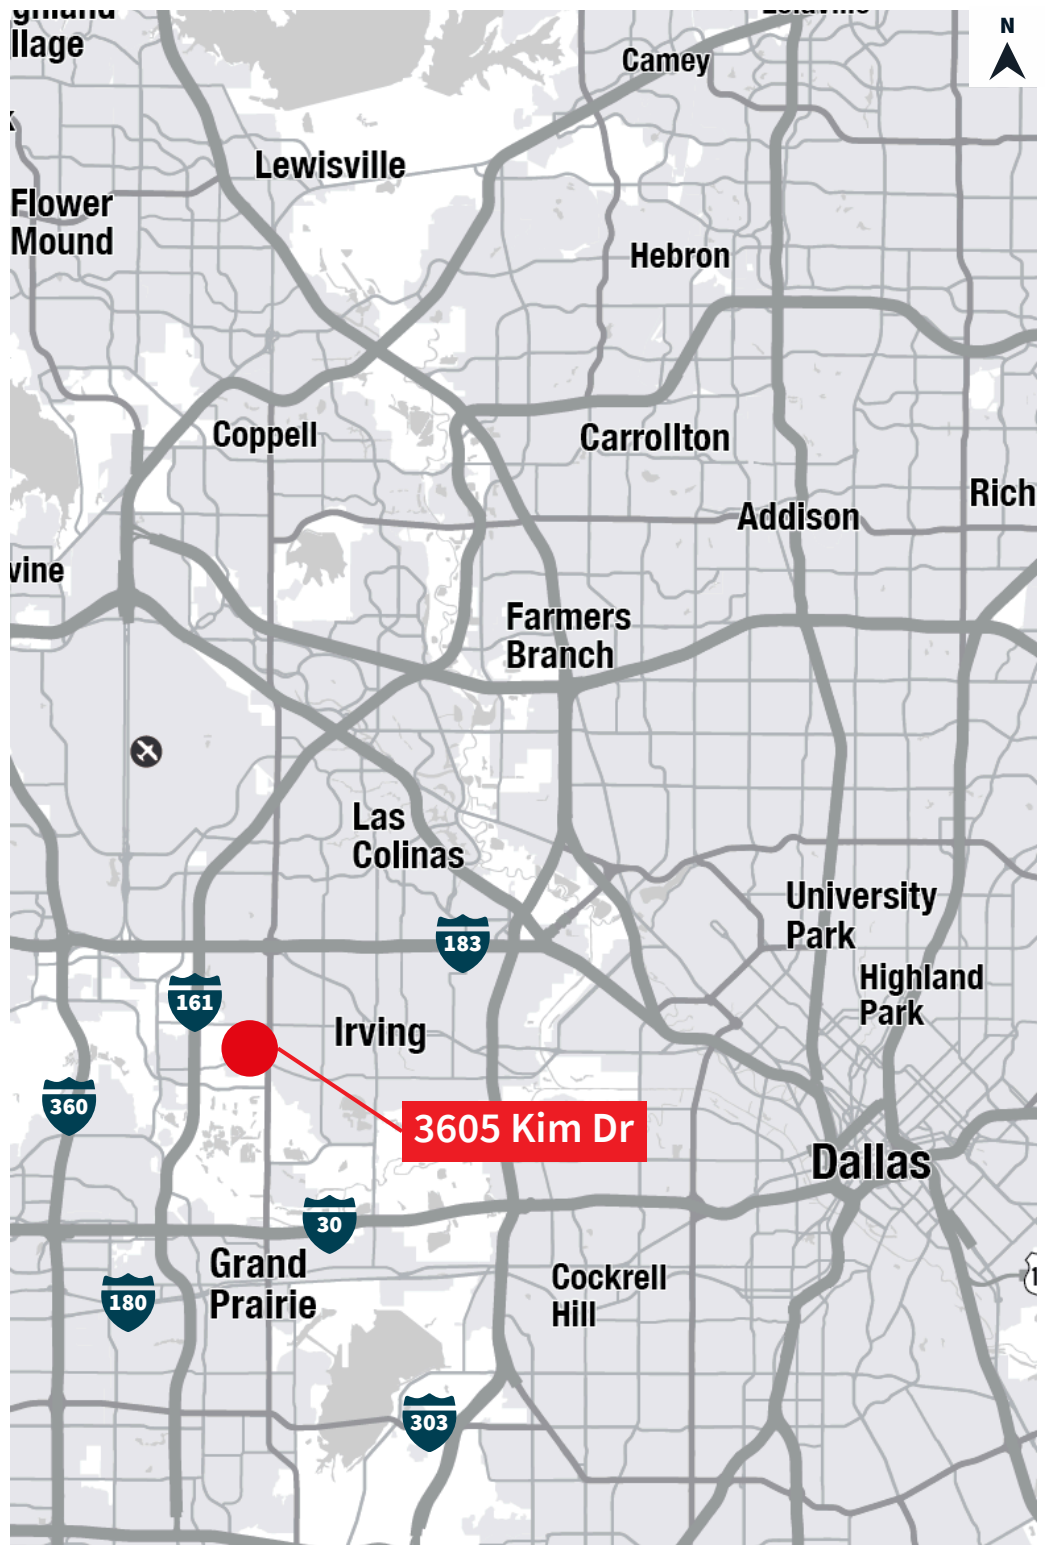 N
llage
Camey
Lewisville
Flower
Mound
Hebron
Coppell
Carrollton
Rich
Addison
vine
Farmers
Branch
Las
Colinas
University
Park
183
Highland
Park
161
Irving
360
3605 Kim Dr
Dallas
30
Grand
Prairie
Cockrell
Hill
180
303